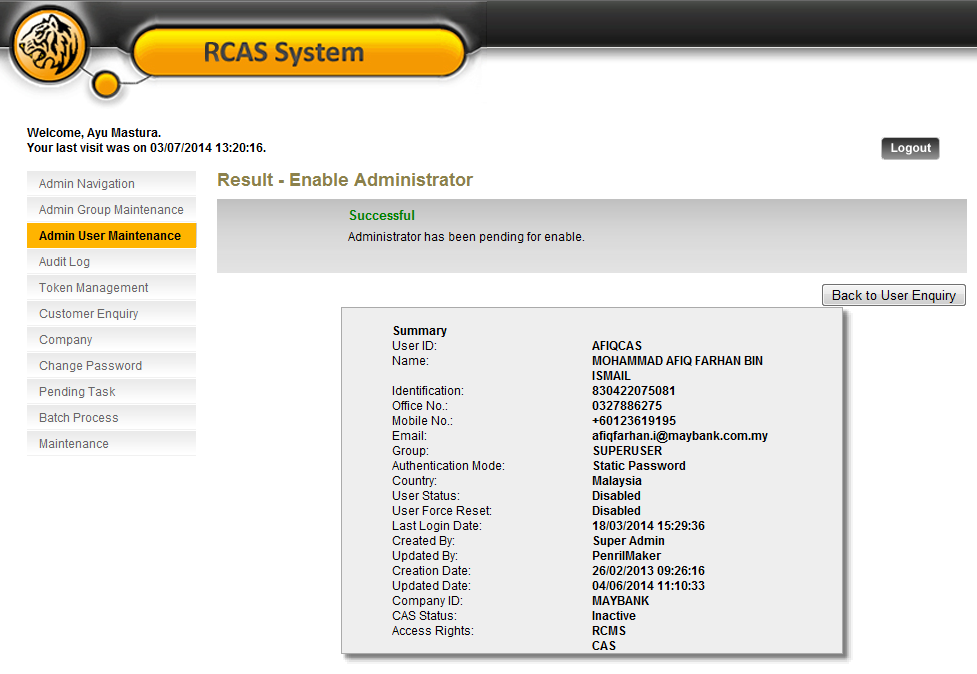 RCAS System
Welcome, Ayu Mastura.
Your last visit was on 03/07/2014 13:20:16.
Logout
Admin Navigation
Admin Group Maintenance
Admin User Maintenance
Audit Log
Token Management
Customer Enquiry
Company
Change Password
Pending Task
Batch Process
Maintenance
Result - Enable Administrator
Successful
Administrator has been pending for enable.
Back to User Enquiry
Summary
User ID: AFIQCAS
Name: MOHAMMAD AFIQ FARHAN BIN
ISMAIL
Identification: 830422075081
Office No.: 0327886275
Mobile No.: +60123619195
Email: afiqfarhan.i@maybank.com.my
Group: SUPERUSER
Authentication Mode: Static Password
Country: Malaysia
User Status: Disabled
User Force Reset: Disabled
Last Login Date: 18/03/2014 15:29:36
Created By: Super Admin
Updated By: PenrilMaker
Creation Date: 26/02/2013 09:26:16
Updated Date: 04/06/2014 11:10:33
Company ID: MAYBANK
CAS Status: Inactive
Access Rights: RCMS
CAS